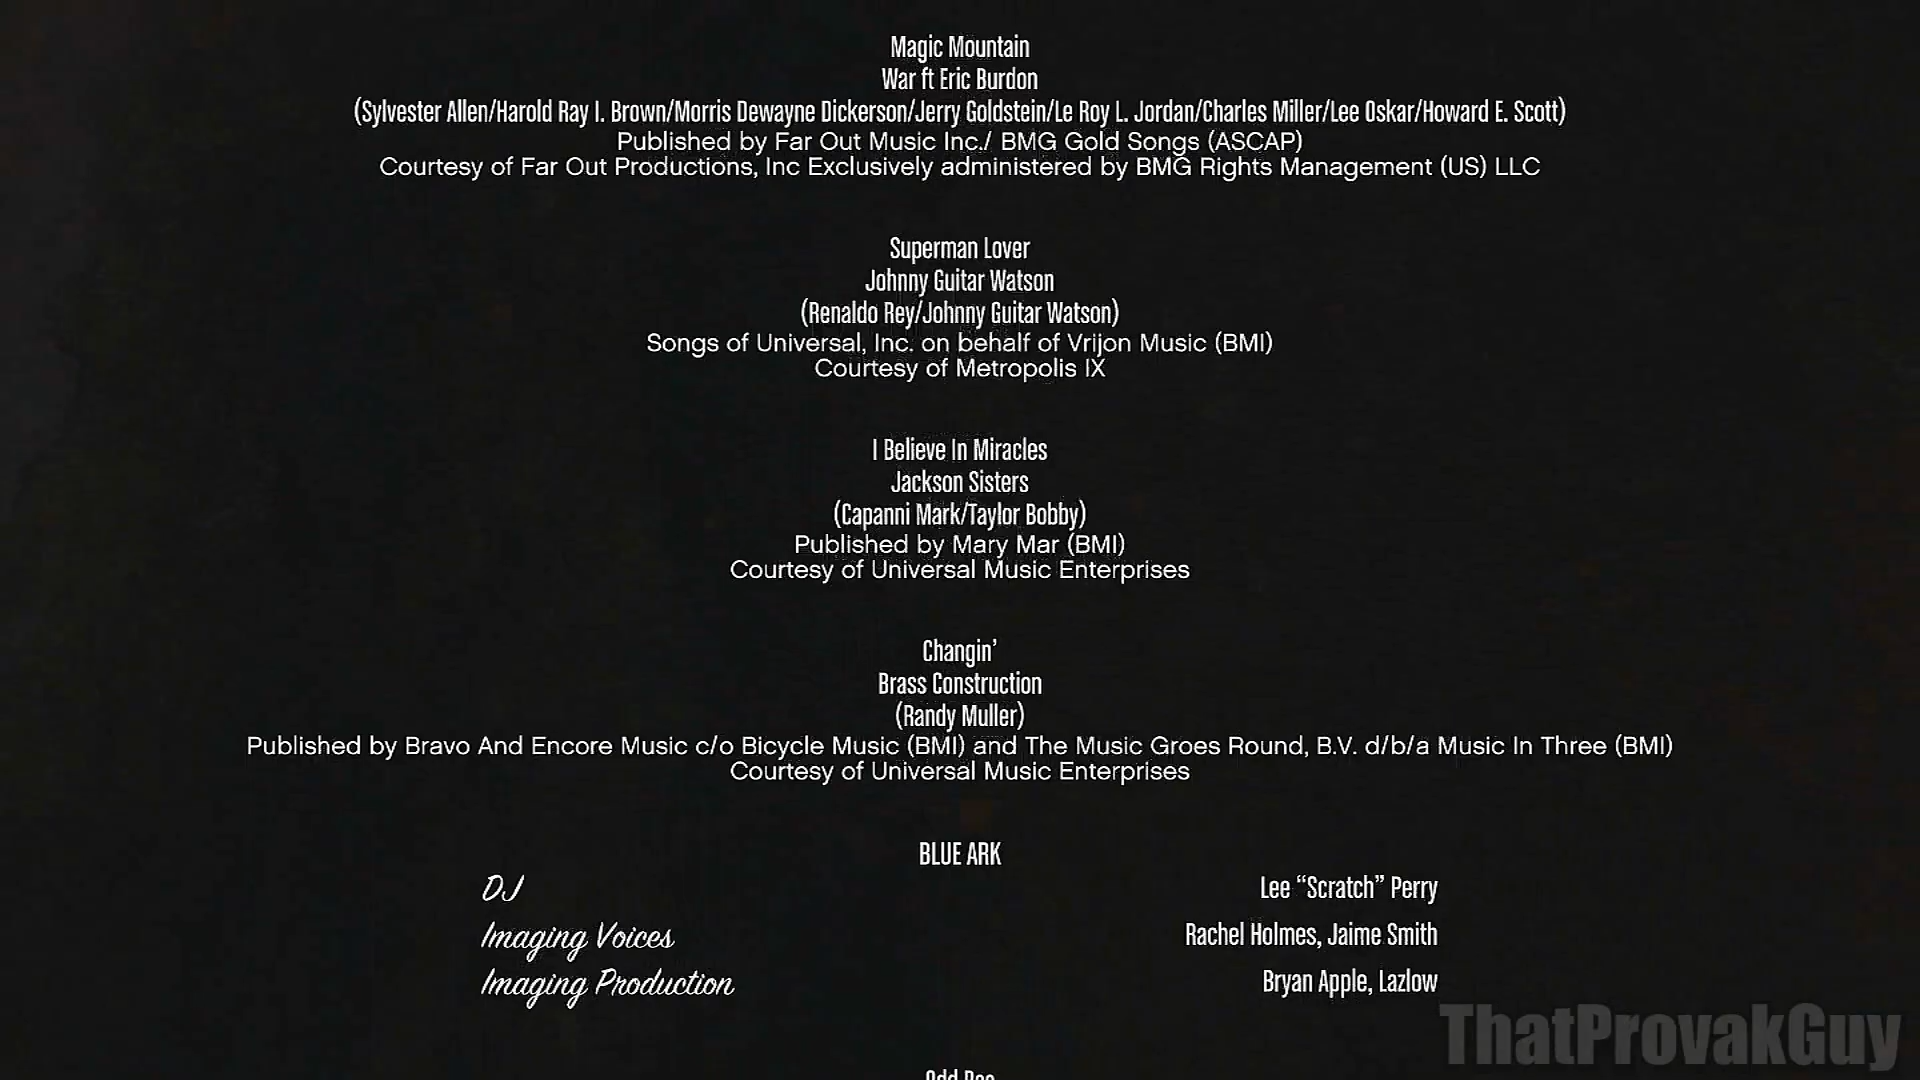 Magic Mountain
War ft Eric Burdon
(Sylvester Allen/Harold Ray I. Brown/Morris Dewayne Dickerson/Jerry Goldstein/Le Roy L. Jordan/Charles Miller/Lee Oskar/Howard E. Scott)
Published by Far Out Music Inc./ BMG Gold Songs (ASCAP)
Courtesy of Far Out Productions, Inc Exclusively administered by BMG Rights Management (US) LLC
Superman Lover
Johnny Guitar Watson
(Renaldo Rey/Johnny Guitar Watson)
Songs of Universal, Inc. on behalf of Vrijon Music (BMI)
Courtesy of Metropolis IX
I Believe In Miracles
Jackson Sisters
(Capanni Mark/Taylor Bobby)
Published by Mary Mar (BMI)
Courtesy of Universal Music Enterprises
Changin’
Brass Construction
(Randy Muller)
Published by Bravo And Encore Music c/o Bicycle Music (BMI) and The Music Groes Round, B.V. d/b/a Music In Three (BMI)
Courtesy of Universal Music Enterprises
BLUE ARK
DJ Lee “Scratch” Perry
Imaging Voices Rachel Holmes, Jaime Smith
Imaging Production Bryan Apple, Lazlow
ThatProvakGuy